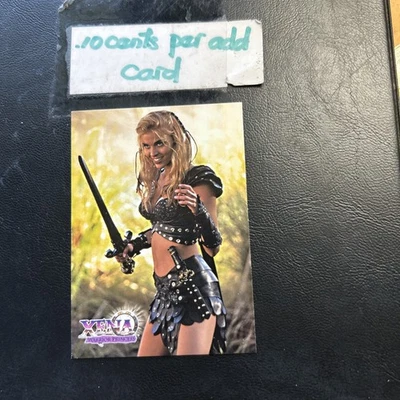 .10 cents per add
card
XENA
WARRIOR PRINCESS